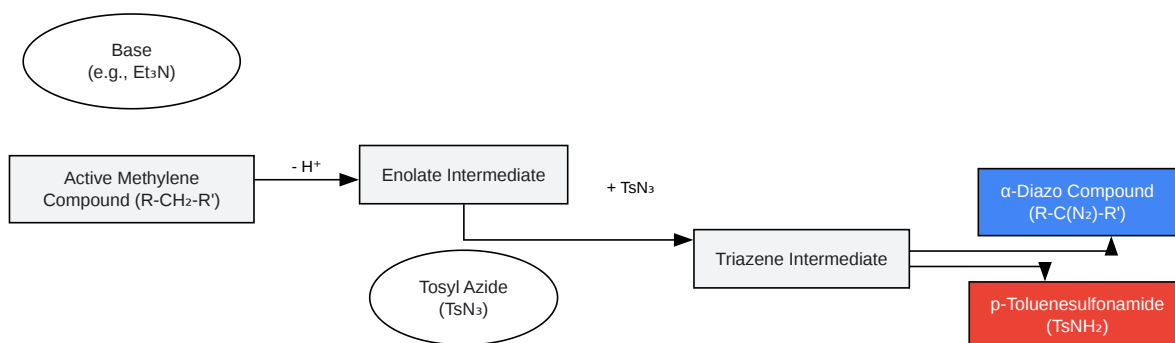 Base
(e.g., Et₃N)
Active Methylene
Compound (R-CH₂-R')
- H⁺
Enolate Intermediate
+ TsN₃
Tosyl Azide
(TsN₃)
Triazene Intermediate
α-Diazo Compound
(R-C(N₂)-R')
p-Toluenesulfonamide
(TsNH₂)